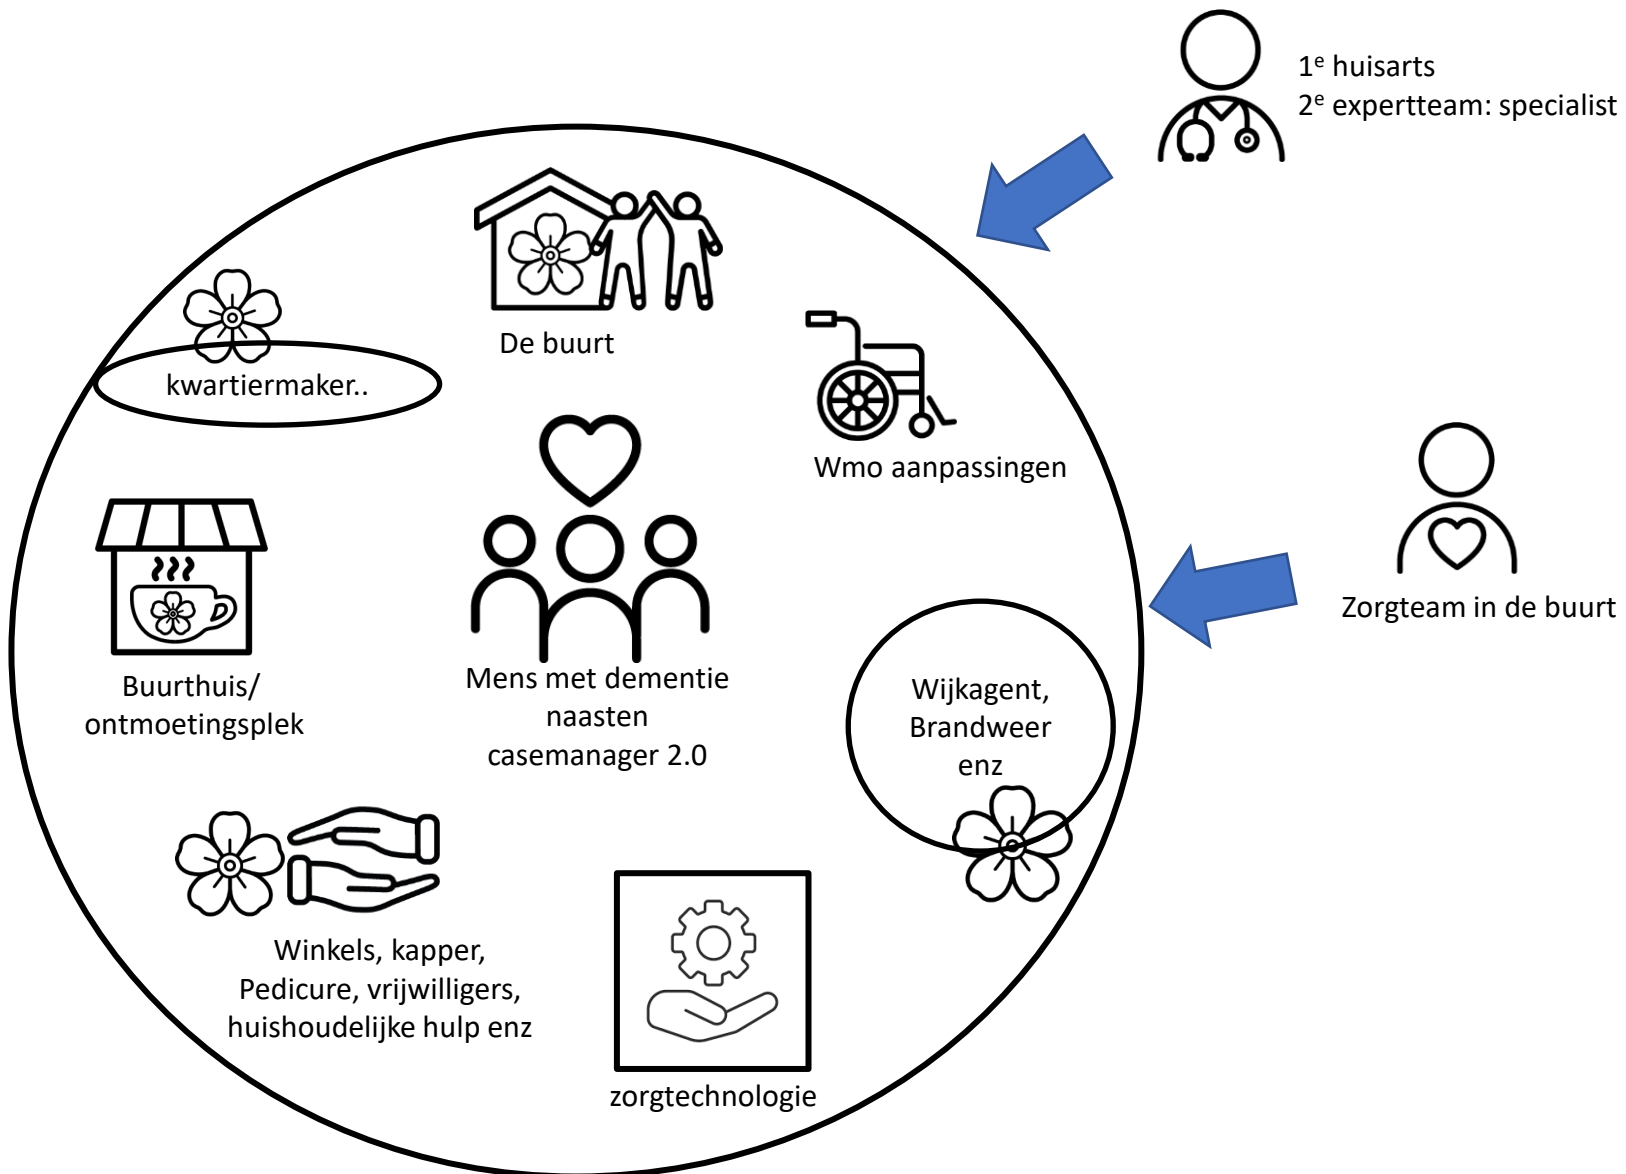 1e huisarts
2e expertteam: specialist
De buurt
kwartiermaker..
Wmo aanpassingen
Zorgteam in de buurt
Buurthuis/
ontmoetingsplek
Mens met dementie
naasten
casemanager 2.0
Wijkagent,
Brandweer
enz
Winkels, kapper,
Pedicure, vrijwilligers,
huishoudelijke hulp enz
zorgtechnologie